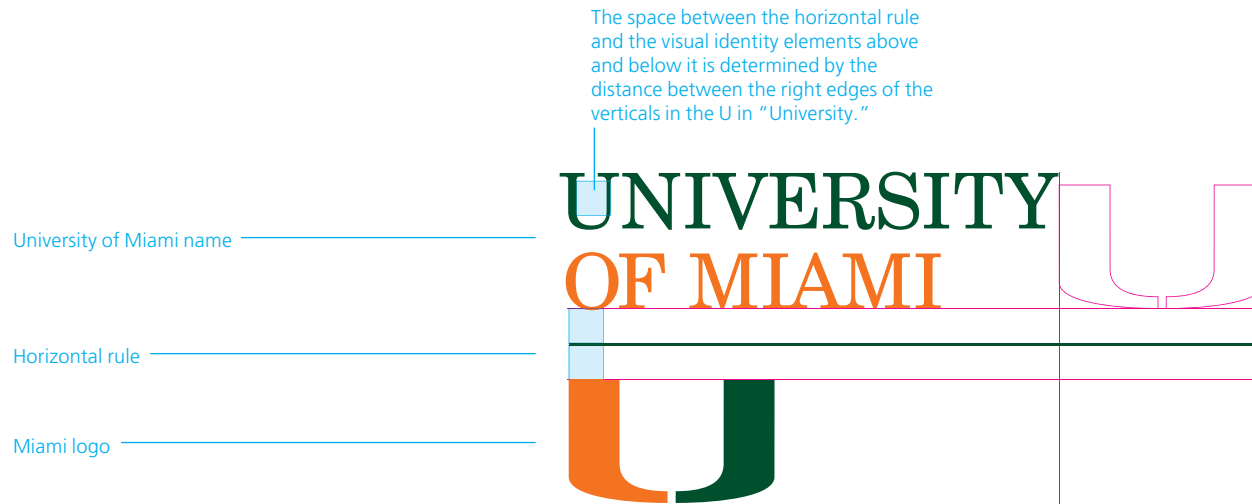 The space between the horizontal rule
and the visual identity elements above
and below it is determined by the
distance between the right edges of the
verticals in the U in “University.”
UNIVERSITY
University of Miami name
OF MIAMI
Horizontal rule
Miami logo